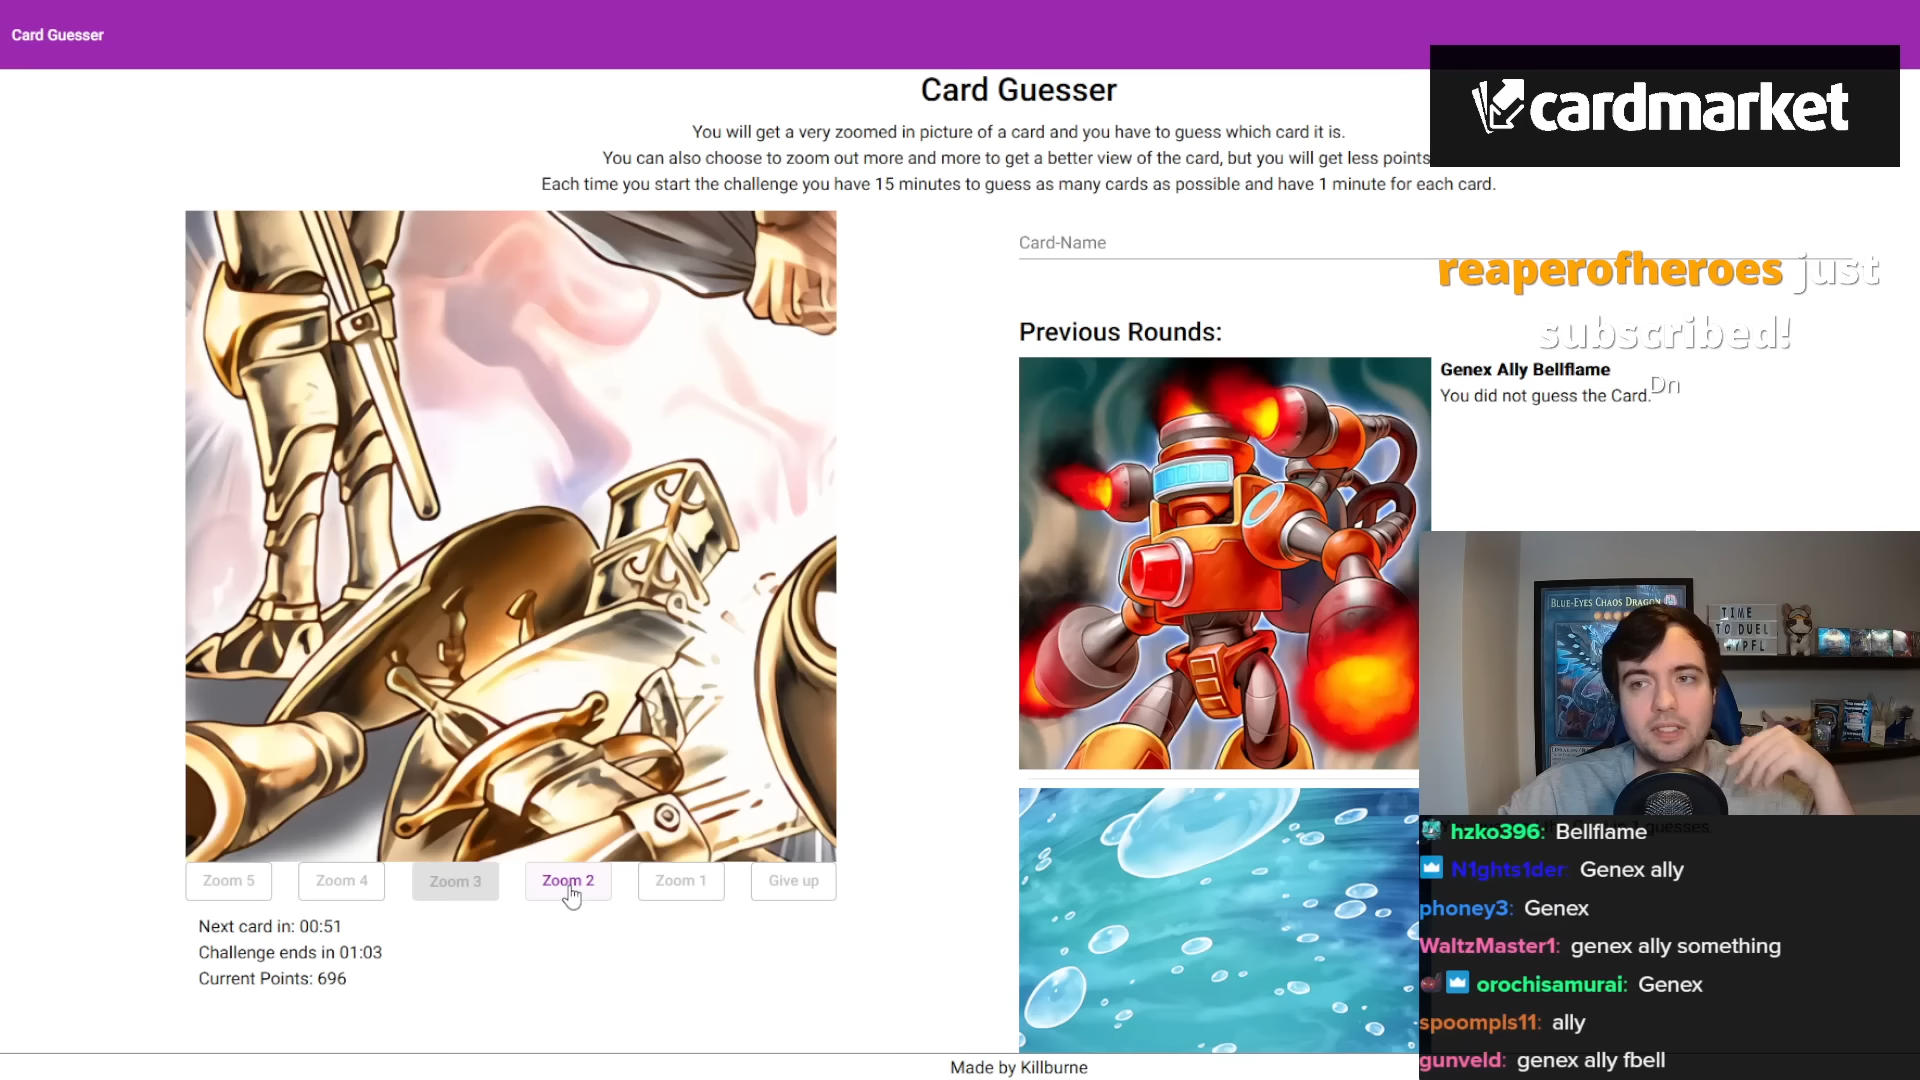 Card Guesser
cardmarket
Card Guesser
You will get a very zoomed in picture of a card and you have to guess which card it is.
You can also choose to zoom out more and more to get a better view of the card, but you will get less points
Each time you start the challenge you have 15 minutes to guess as many cards as possible and have 1 minute for each card.
Card-Name
reaperofheroes just
subscribed!
Previous Rounds:
Genex Ally Bellflame
You did not guess the Card.
Dn
BLUE-EYES CHAOS DRAGON
TIME
TO DUEL
Zoom 5
Zoom 4
Zoom 3
Zoom 2
Zoom 1
Give up
Next card in: 00:51
Challenge ends in 01:03
Current Points: 696
guesses.
hzko396: Bellflame
N1ghts1der: Genex ally
phoney3: Genex
WaltzMaster1: genex ally something
orochisamurai: Genex
spoompls11: ally
gunveld: genex ally fbell
Made by Killburne